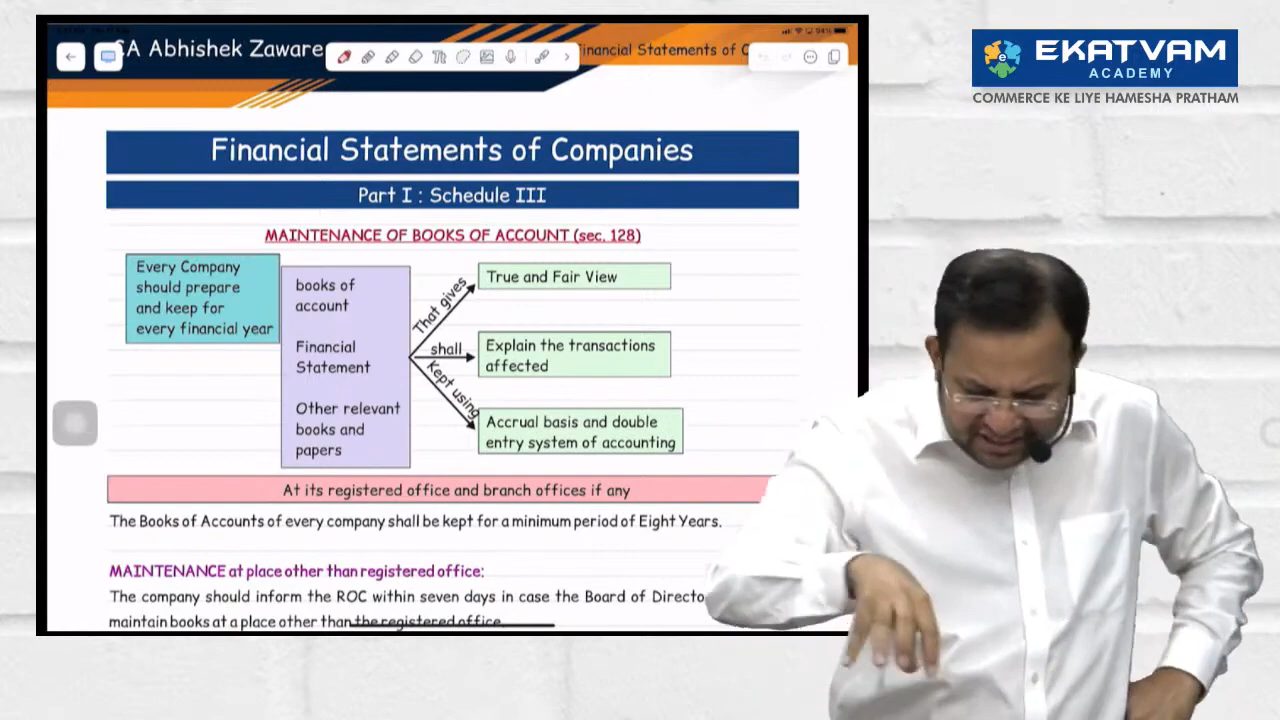 CA Abhishek Zaware
Financial Statements of C
94%
EKATVAM
ACADEMY
COMMERCE KE LIYE HAMESHA PRATHAM
Financial Statements of Companies
Part I : Schedule III
MAINTENANCE OF BOOKS OF ACCOUNT (sec. 128)
Every Company
should prepare
and keep for
every financial year
books of
account
Financial
Statement
Other relevant
books and
papers
That gives
True and Fair View
shall
Explain the transactions
affected
Kept using
Accrual basis and double
entry system of accounting
At its registered office and branch offices if any
The Books of Accounts of every company shall be kept for a minimum period of Eight Years.
MAINTENANCE at place other than registered office:
The company should inform the ROC within seven days in case the Board of Directo
maintain books at a place other than the registered office